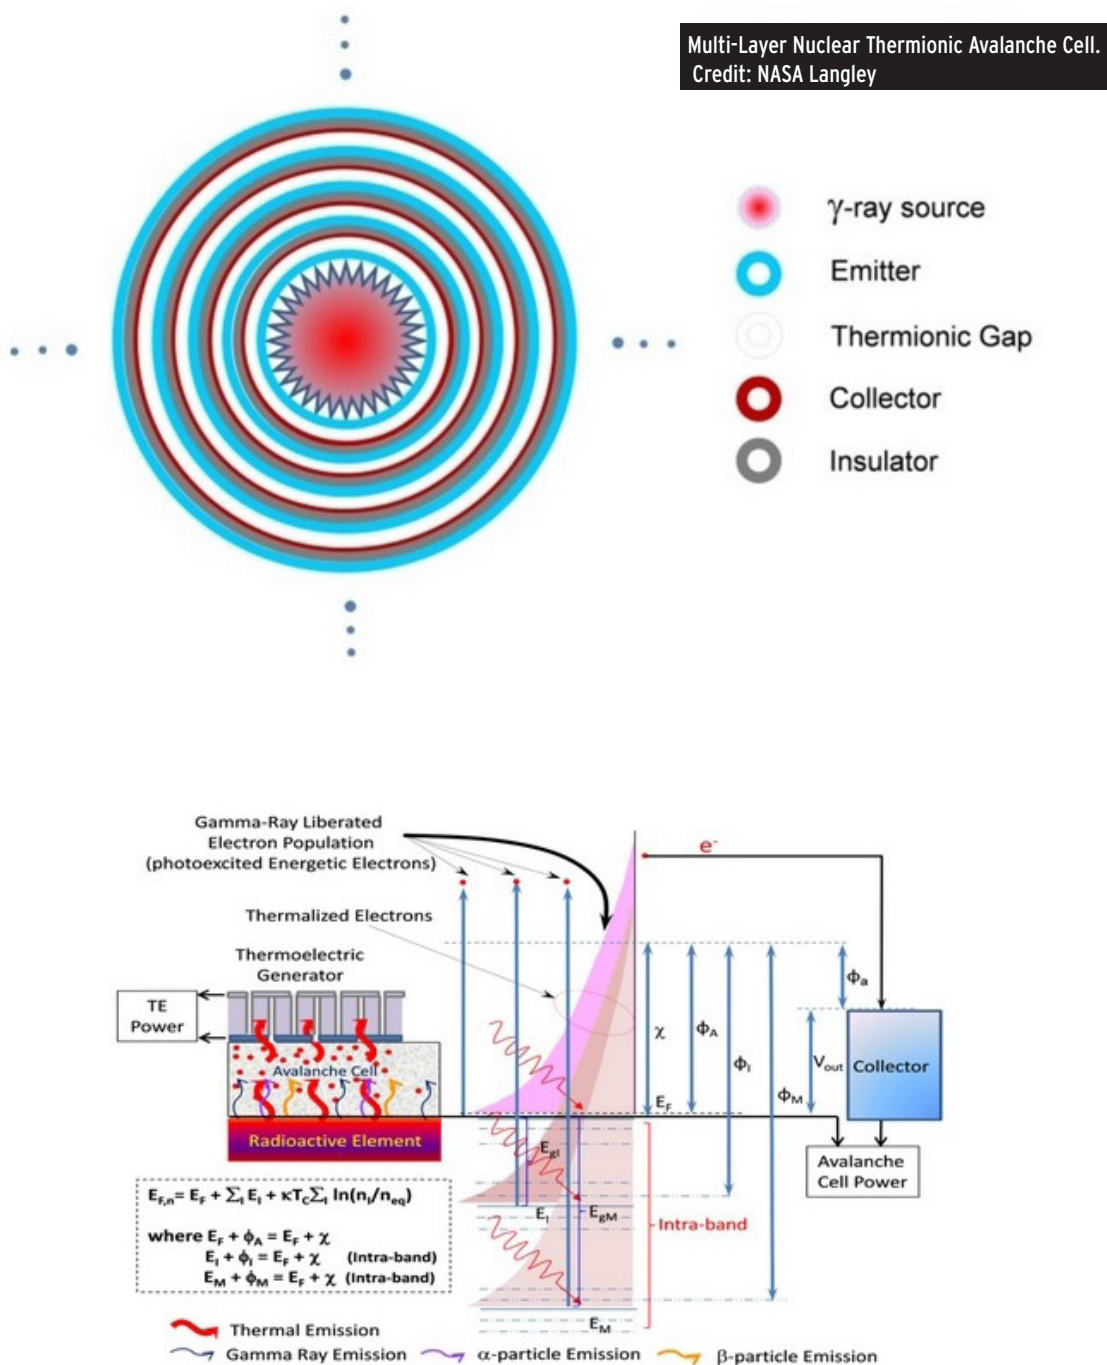 Multi-Layer Nuclear Thermionic Avalanche Cell.
Credit: NASA Langley
γ-ray source
Emitter
Thermionic Gap
Collector
Insulator
Gamma-Ray Liberated
Electron Population
(photoexcited Energetic Electrons)
e⁻
Thermalized Electrons
Thermoelectric
Generator
TE
Power
Avalanche Cell
Radioactive Element
χ
ϕA
ϕI
ϕM
ϕa
Vout
Collector
EF
EgI
EI
EgM
EM
Intra-band
Avalanche
Cell Power
EF,n= EF + ∑I EI + κTC∑I ln(nI/neq)
where EF + ϕA = EF + χ
EI + ϕI = EF + χ (Intra-band)
EM + ϕM = EF + χ (Intra-band)
Thermal Emission
Gamma Ray Emission
α-particle Emission
β-particle Emission